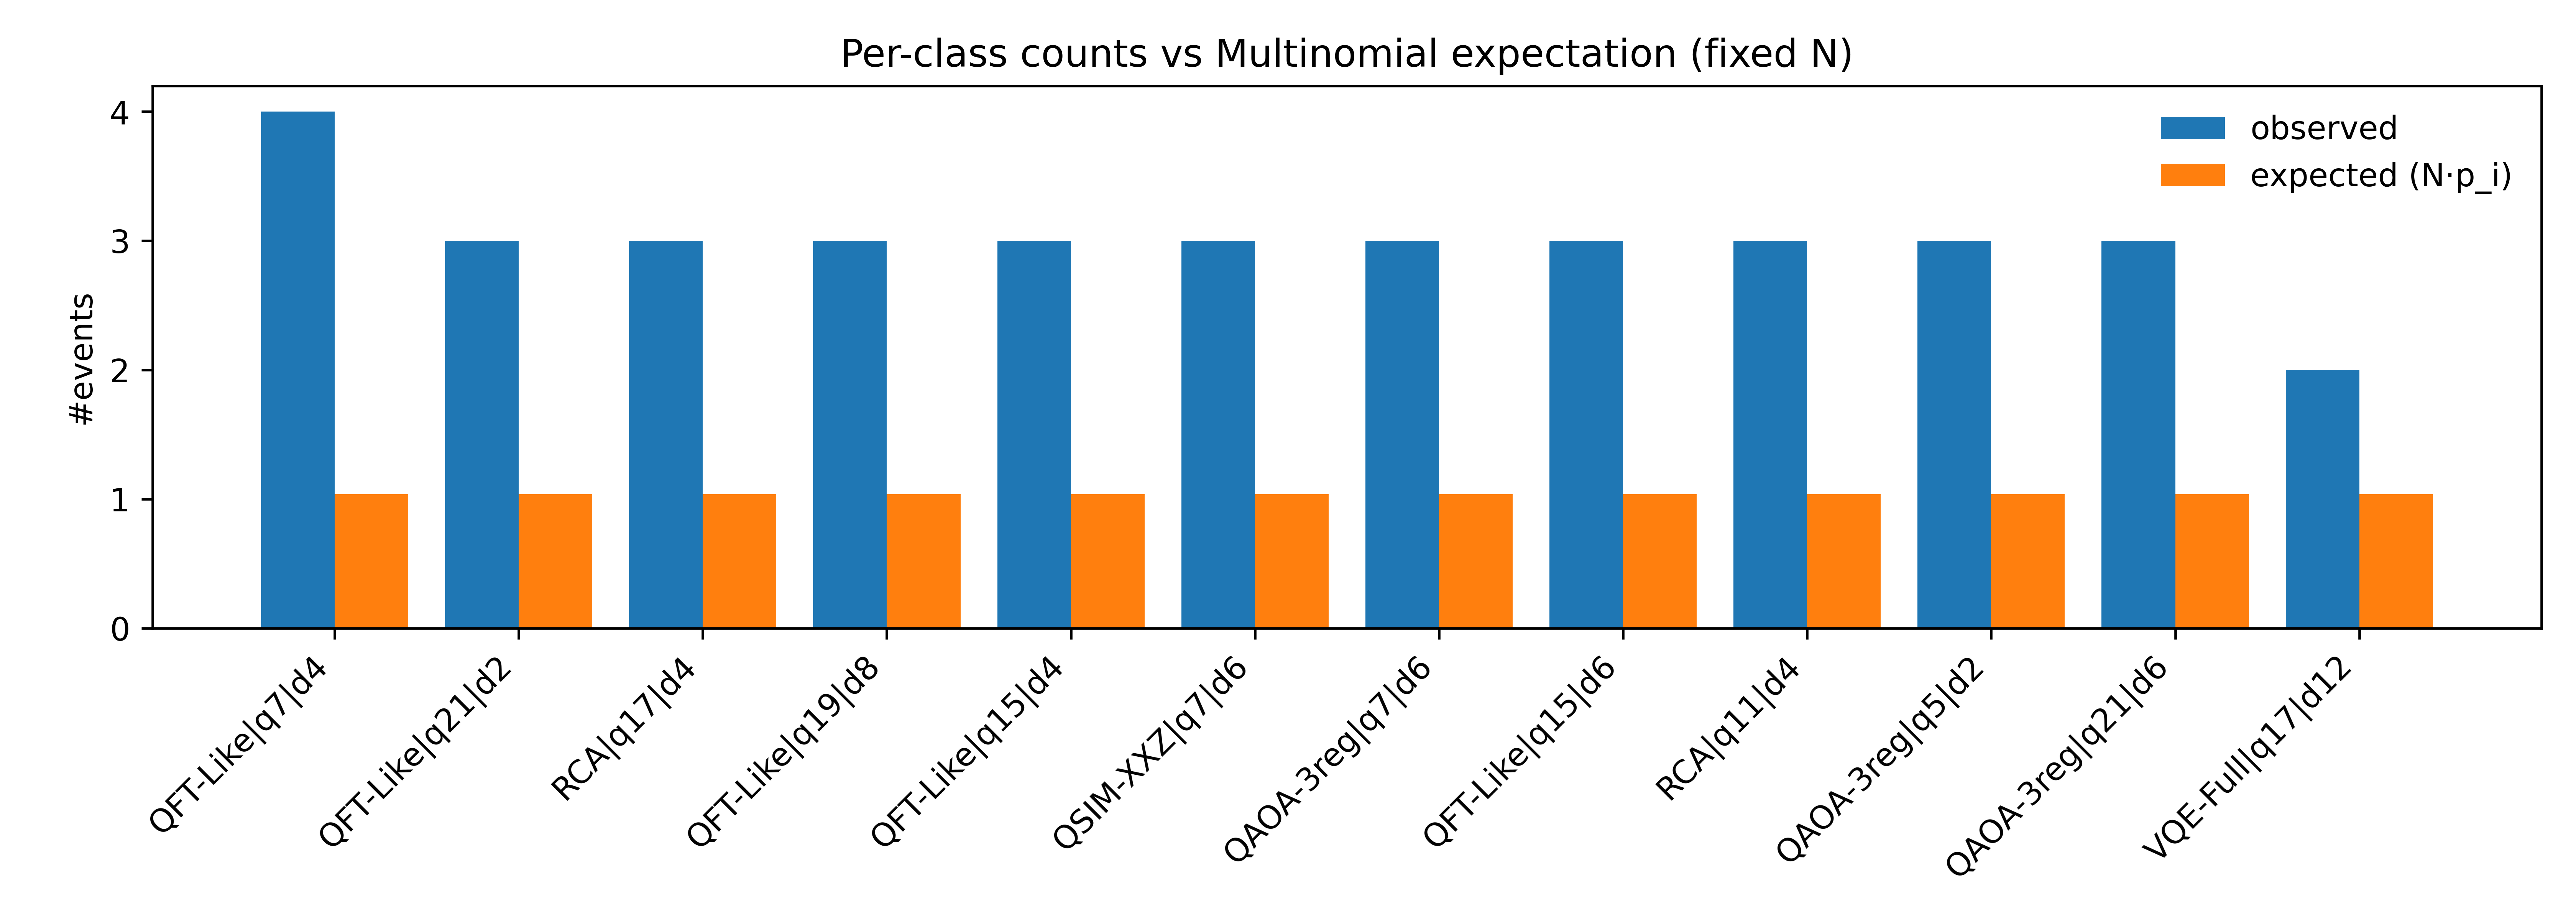 Per-class counts vs Multinomial expectation (fixed N)
observed
expected (N·p_i)
#events
4
3
2
1
0
QFT-Like|q7|d4
QFT-Like|q21|d2
RCA|q17|d4
QFT-Like|q19|d8
QFT-Like|q15|d4
QSIM-XXZ|q7|d6
QAOA-3reg|q7|d6
QFT-Like|q15|d6
RCA|q11|d4
QAOA-3reg|q5|d2
QAOA-3reg|q21|d6
VQE-Full|q17|d12